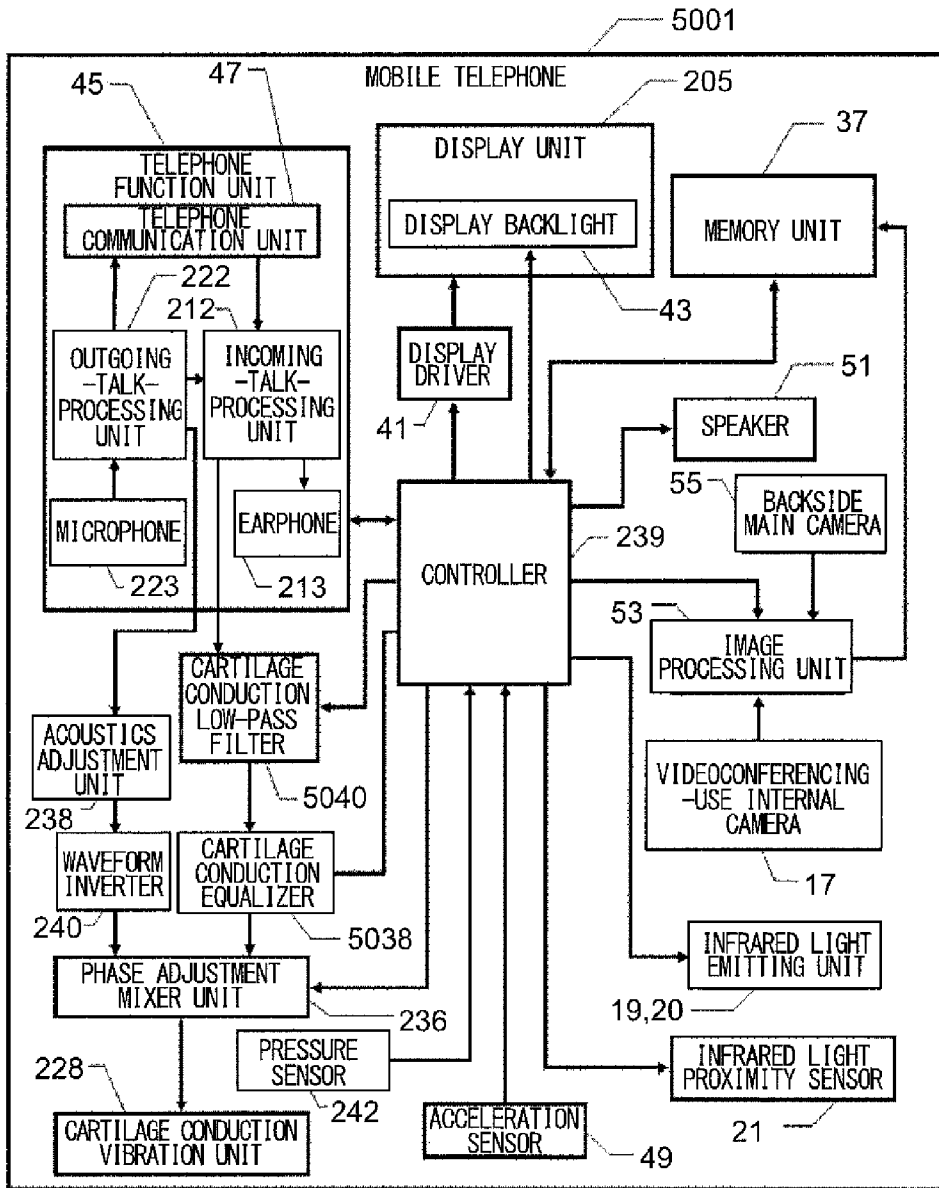 5001
MOBILE TELEPHONE
45
47
205
37
TELEPHONE
FUNCTION UNIT
TELEPHONE
COMMUNICATION UNIT
DISPLAY UNIT
DISPLAY BACKLIGHT
MEMORY UNIT
222
212
43
OUTGOING
-TALK-
PROCESSING
UNIT
INCOMING
-TALK-
PROCESSING
UNIT
DISPLAY
DRIVER
41
51
SPEAKER
MICROPHONE
223
EARPHONE
213
CONTROLLER
239
55
BACKSIDE
MAIN CAMERA
53
IMAGE
PROCESSING UNIT
CARTILAGE
CONDUCTION
LOW-PASS
FILTER
5040
ACOUSTICS
ADJUSTMENT
UNIT
238
VIDEOCONFERENCING
-USE INTERNAL
CAMERA
17
WAVEFORM
INVERTER
240
CARTILAGE
CONDUCTION
EQUALIZER
5038
INFRARED LIGHT
EMITTING UNIT
19,20
PHASE ADJUSTMENT
MIXER UNIT
236
PRESSURE
SENSOR
242
INFRARED LIGHT
PROXIMITY SENSOR
21
228
CARTILAGE CONDUCTION
VIBRATION UNIT
ACCELERATION
SENSOR
49